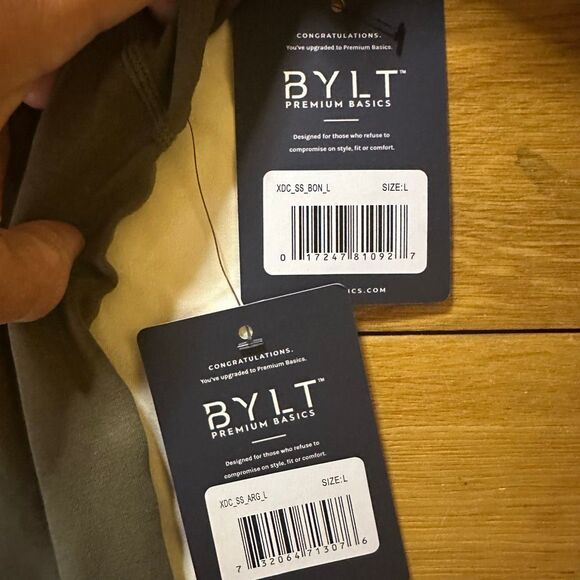 CONGRATULATIONS.
You've upgraded to Premium Basics.
BYLT™
PREMIUM BASICS
Designed for those who refuse to
compromise on style, fit or comfort.
XDC_SS_BON_L SIZE:L
0 17247 81092 7
ICS.COM
CONGRATULATIONS.
You've upgraded to Premium Basics.
BYLT™
PREMIUM BASICS
Designed for those who refuse to
compromise on style, fit or comfort.
XDC_SS_ARG_L SIZE:L
7 32064 71307 6